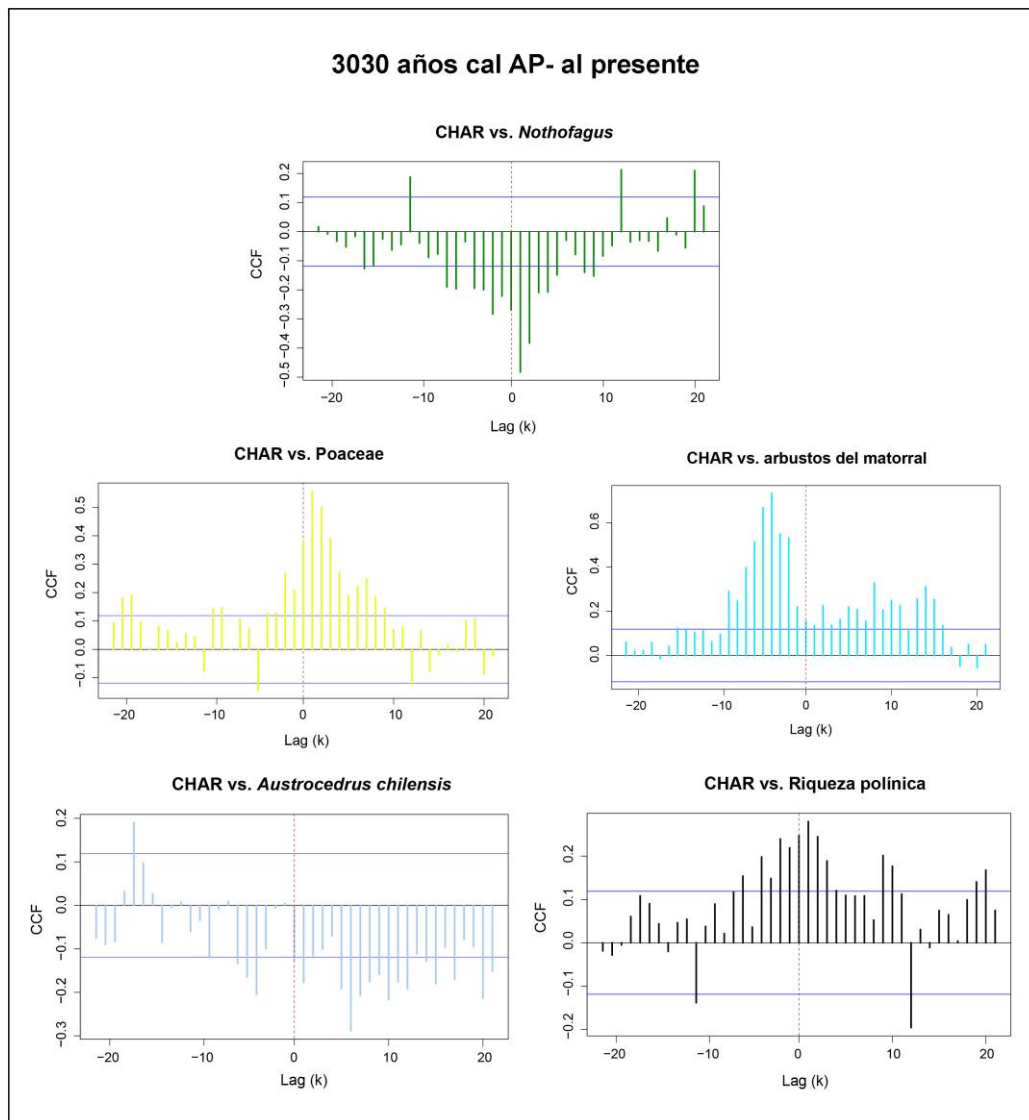 3030 años cal AP- al presente
CHAR vs. Nothofagus
CCF
0.2
0.1
0.0
−0.1
−0.2
−0.3
−0.4
−0.5
−20 −10 0 10 20
Lag (k)
CHAR vs. Poaceae
CCF
0.5
0.4
0.3
0.2
0.1
0.0
−0.1
−20 −10 0 10 20
Lag (k)
CHAR vs. arbustos del matorral
CCF
0.6
0.4
0.2
0.0
−20 −10 0 10 20
Lag (k)
CHAR vs. Austrocedrus chilensis
CCF
0.2
0.1
0.0
−0.1
−0.2
−0.3
−20 −10 0 10 20
Lag (k)
CHAR vs. Riqueza polínica
CCF
0.2
0.1
0.0
−0.1
−0.2
−20 −10 0 10 20
Lag (k)